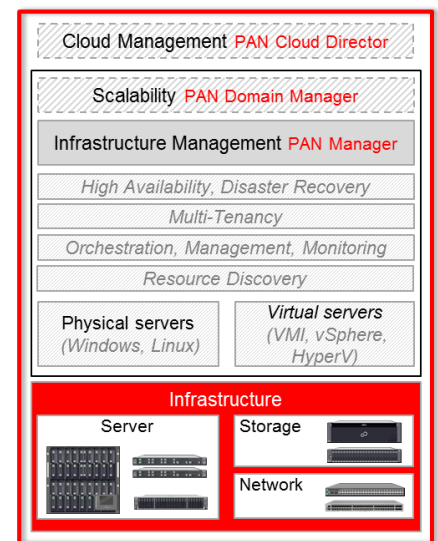 Cloud Management PAN Cloud Director
Scalability PAN Domain Manager
Infrastructure Management PAN Manager
High Availability, Disaster Recovery
Multi-Tenancy
Orchestration, Management, Monitoring
Resource Discovery
Physical servers
(Windows, Linux)
Virtual servers
(VMI, vSphere,
HyperV)
Infrastructure
Server
Storage
Network